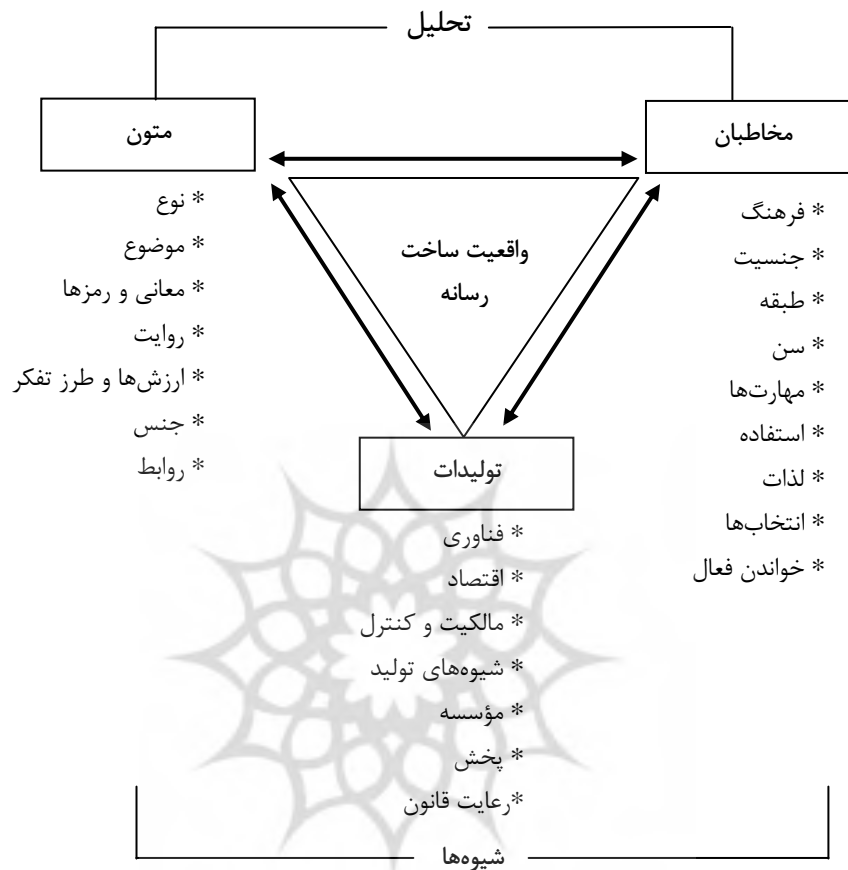 تحلیل
مخاطبان
* فرهنگ
* جنسیت
* طبقه
* سن
* مهارت‌ها
* استفاده
* لذات
* انتخاب‌ها
* خواندن فعال
متون
* نوع
* موضوع
* معانی و رمزها
* روایت
* ارزش‌ها و طرز تفکر
* جنس
* روابط
واقعیت ساخت
رسانه
تولیدات
* فناوری
* اقتصاد
* مالکیت و کنترل
* شیوه‌های تولید
* مؤسسه
* پخش
*رعایت قانون
شیوه‌ها